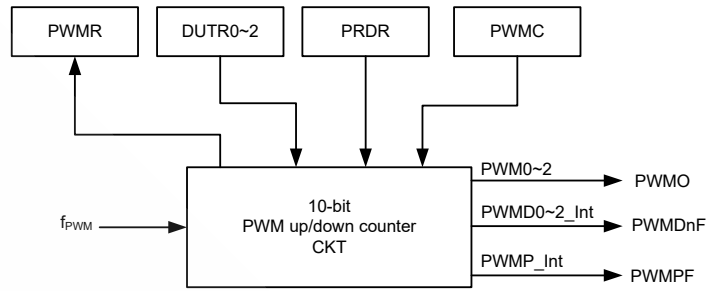 PWMR
DUTR0~2
PRDR
PWMC
10-bit
PWM up/down counter
CKT
fPWM
PWM0~2
PWMO
PWMD0~2_Int
PWMDnF
PWMP_Int
PWMPF